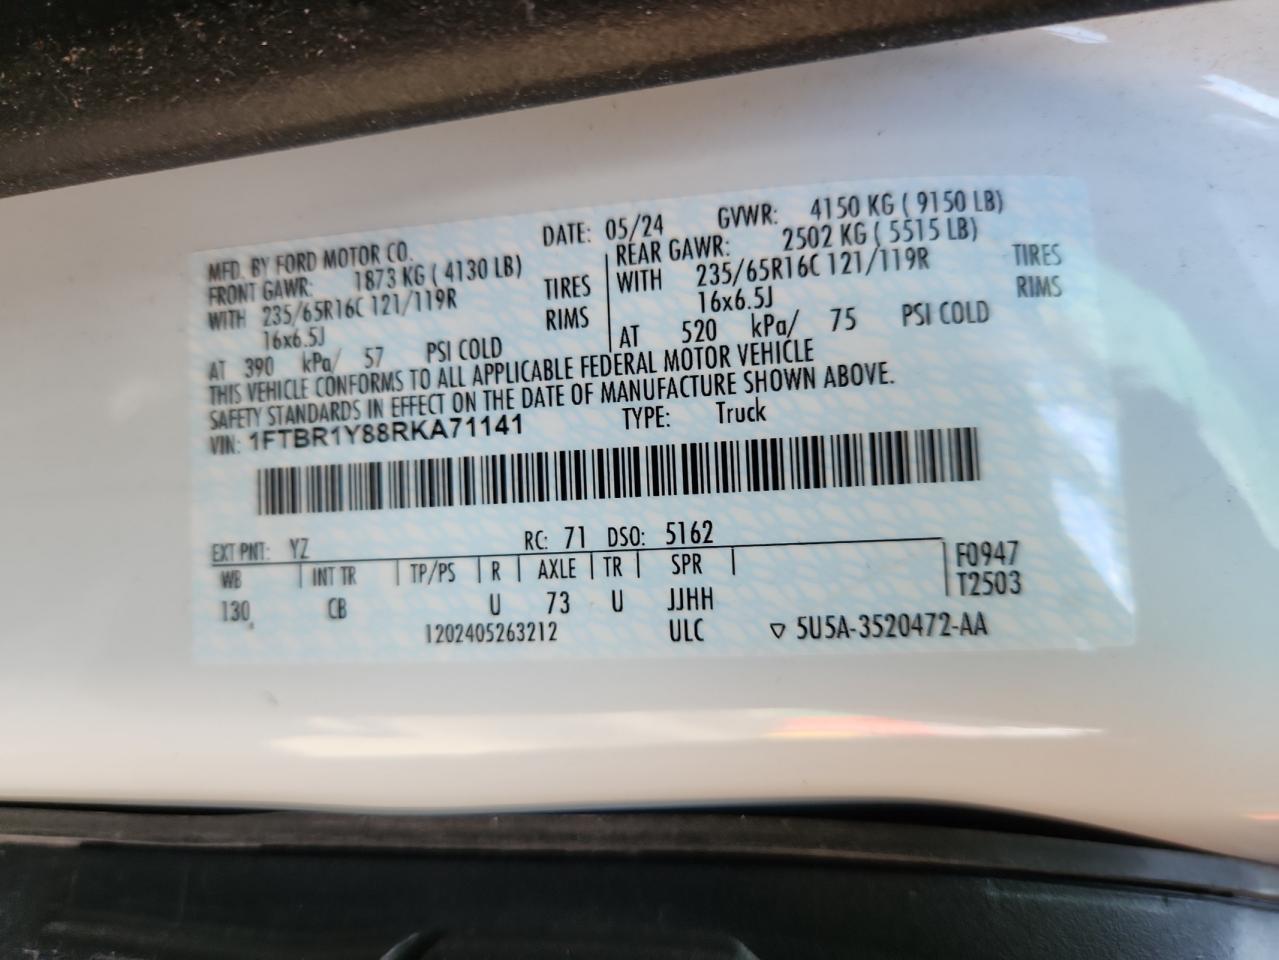 MFD. BY FORD MOTOR CO. DATE: 05/24 GVWR: 4150 KG ( 9150 LB)
FRONT GAWR: 1873 KG ( 4130 LB)
WITH 235/65R16C 121/119R TIRES
16x6.5J RIMS
AT 390 kPa/ 57 PSI COLD
REAR GAWR: 2502 KG ( 5515 LB)
WITH 235/65R16C 121/119R TIRES
16x6.5J RIMS
AT 520 kPa/ 75 PSI COLD
THIS VEHICLE CONFORMS TO ALL APPLICABLE FEDERAL MOTOR VEHICLE
SAFETY STANDARDS IN EFFECT ON THE DATE OF MANUFACTURE SHOWN ABOVE.
VIN: 1FTBR1Y88RKA71141 TYPE: Truck
EXT PNT: YZ RC: 71 DSO: 5162
WB INT TR TP/PS R AXLE TR SPR F0947
T2503
130 CB U 73 U JJHH
1202405263212 ULC ▽ 5U5A-3520472-AA